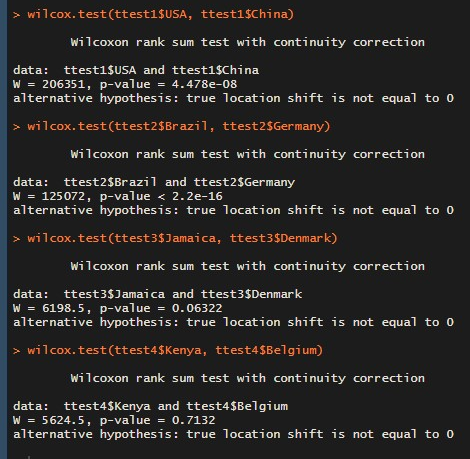 > wilcox.test(ttest1$USA, ttest1$China)
Wilcoxon rank sum test with continuity correction
data:  ttest1$USA and ttest1$China
W = 206351, p-value = 4.478e-08
alternative hypothesis: true location shift is not equal to 0
> wilcox.test(ttest2$Brazil, ttest2$Germany)
Wilcoxon rank sum test with continuity correction
data:  ttest2$Brazil and ttest2$Germany
W = 125072, p-value < 2.2e-16
alternative hypothesis: true location shift is not equal to 0
> wilcox.test(ttest3$Jamaica, ttest3$Denmark)
Wilcoxon rank sum test with continuity correction
data:  ttest3$Jamaica and ttest3$Denmark
W = 6198.5, p-value = 0.06322
alternative hypothesis: true location shift is not equal to 0
> wilcox.test(ttest4$Kenya, ttest4$Belgium)
Wilcoxon rank sum test with continuity correction
data:  ttest4$Kenya and ttest4$Belgium
W = 5624.5, p-value = 0.7132
alternative hypothesis: true location shift is not equal to 0